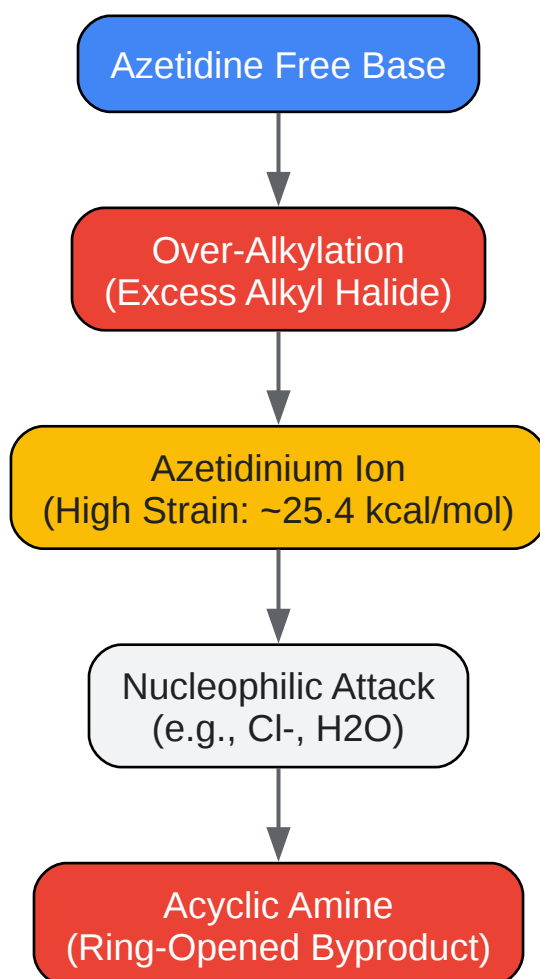 Azetidine Free Base
Over-Alkylation
(Excess Alkyl Halide)
Azetidinium Ion
(High Strain: ~25.4 kcal/mol)
Nucleophilic Attack
(e.g., Cl-, H2O)
Acyclic Amine
(Ring-Opened Byproduct)